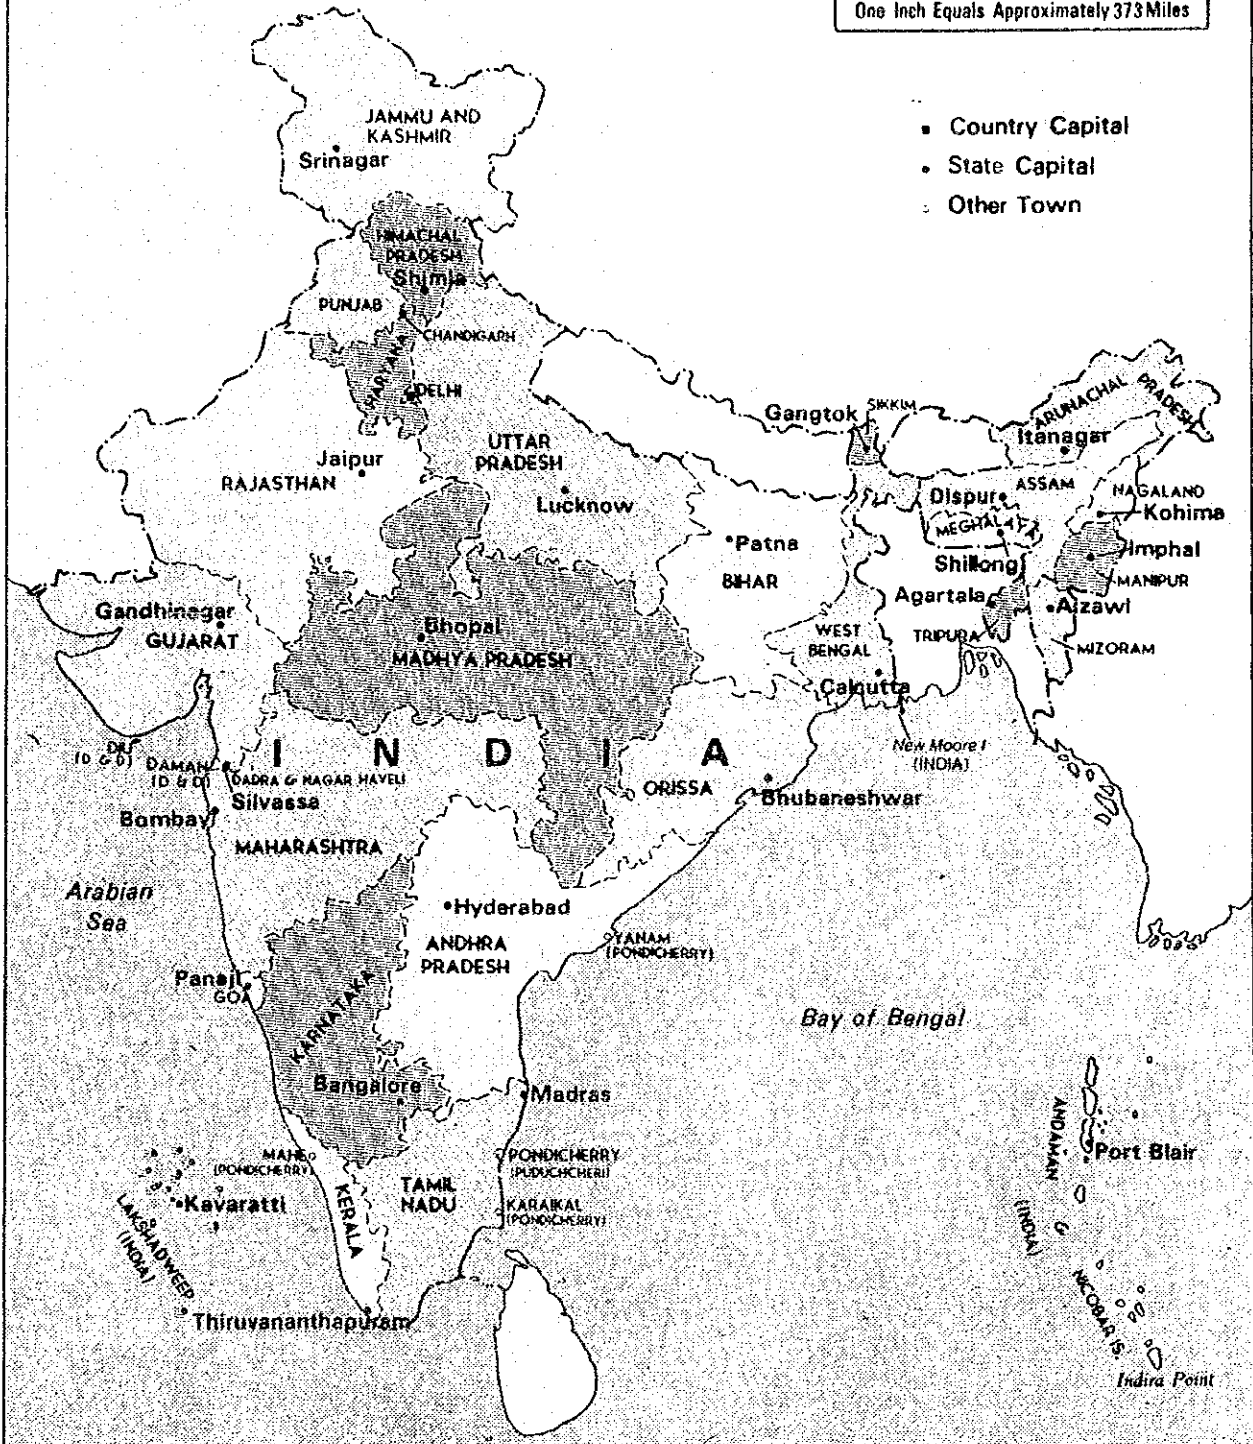 One Inch Equals Approximately 373 Miles
Country Capital
State Capital
Other Town
JAMMU AND
KASHMIR
Srinagar
HIMACHAL
PRADESH
Shimla
PUNJAB
CHANDIGARH
HARYANA
DELHI
UTTAR
PRADESH
Lucknow
Jaipur
RAJASTHAN
Gangtok
SIKKIM
ARUNACHAL PRADESH
Itanagar
ASSAM
Dispur
NAGALAND
Kohima
MEGHALAYA
Shillong
Imphal
MANIPUR
Agartala
TRIPURA
Aizawl
MIZORAM
Patna
BIHAR
WEST
BENGAL
Calcutta
Gandhinagar
GUJARAT
Bhopal
MADHYA PRADESH
INDIA
New Moore I
(INDIA)
DIU
(D & D)
DAMAN
(D & D)
DADRA & NAGAR HAVELI
Silvassa
Bombay
MAHARASHTRA
ORISSA
Bhubaneshwar
Arabian
Sea
Hyderabad
ANDHRA
PRADESH
YANAM
(PONDICHERRY)
Panaji
GOA
KARNATAKA
Bay of Bengal
Bangalore
Madras
MAHE
(PONDICHERRY)
PONDICHERRY
(PUDUCHCHERI)
KERALA
TAMIL
NADU
KARAIKAL
(PONDICHERRY)
Kavaratti
LAKSHADWEEP
(INDIA)
Thiruvananthapuram
ANDAMAN
Port Blair
(INDIA)
NICOBAR IS.
Indira Point